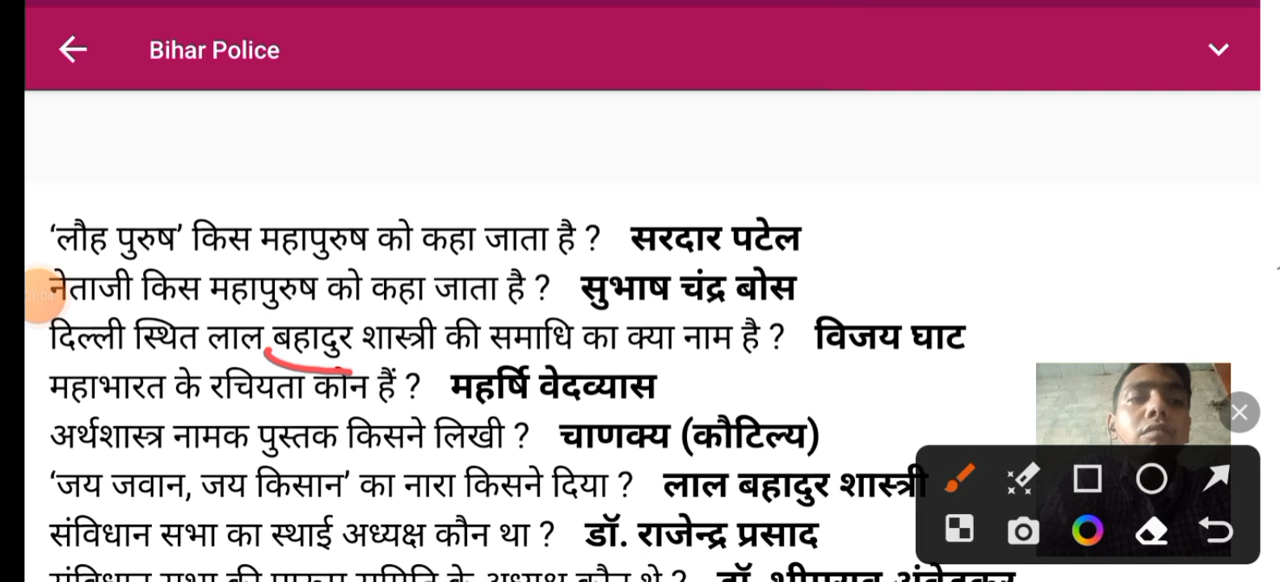 Bihar Police
‘लौह पुरुष’ किस महापुरुष को कहा जाता है ? सरदार पटेल
नेताजी किस महापुरुष को कहा जाता है ? सुभाष चंद्र बोस
दिल्ली स्थित लाल बहादुर शास्त्री की समाधि का क्या नाम है ? विजय घाट
महाभारत के रचियता कौन हैं ? महर्षि वेदव्यास
अर्थशास्त्र नामक पुस्तक किसने लिखी ? चाणक्य (कौटिल्य)
‘जय जवान, जय किसान’ का नारा किसने दिया ? लाल बहादुर शास्त्री
संविधान सभा का स्थाई अध्यक्ष कौन था ? डॉ. राजेन्द्र प्रसाद